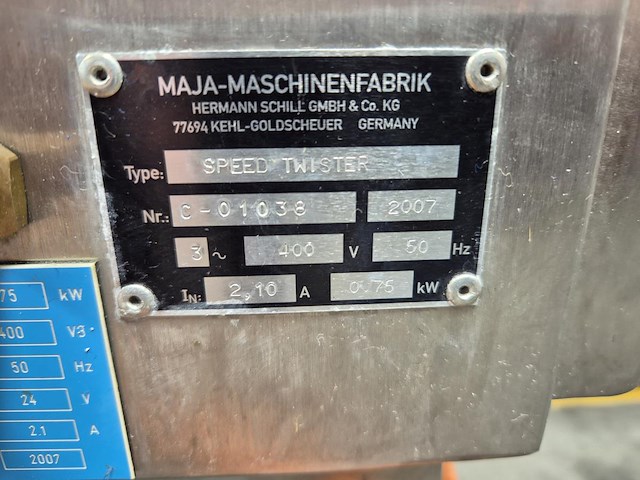 MAJA-MASCHINENFABRIK
HERMANN SCHILL GMBH & Co. KG
77694 KEHL-GOLDSCHEUER GERMANY
Type: SPEED TWISTER
Nr.: C-01038 2007
3 ~ 400 V 50 Hz
IN: 2,10 A 0.75 kW
75 kW
400 V3
50 Hz
24 V
2.1 A
2007